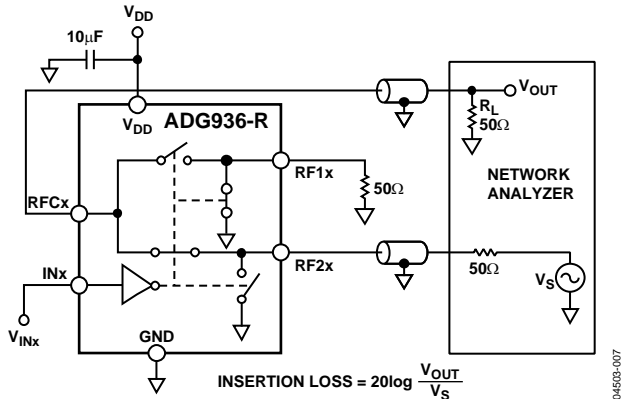 VDD
10μF
VDD
ADG936-R
VOUT
RL
50Ω
NETWORK
ANALYZER
RFCx
RF1x
50Ω
RF2x
50Ω
VS
INx
VINx
GND
INSERTION LOSS = 20log VOUT
VS
04503-007